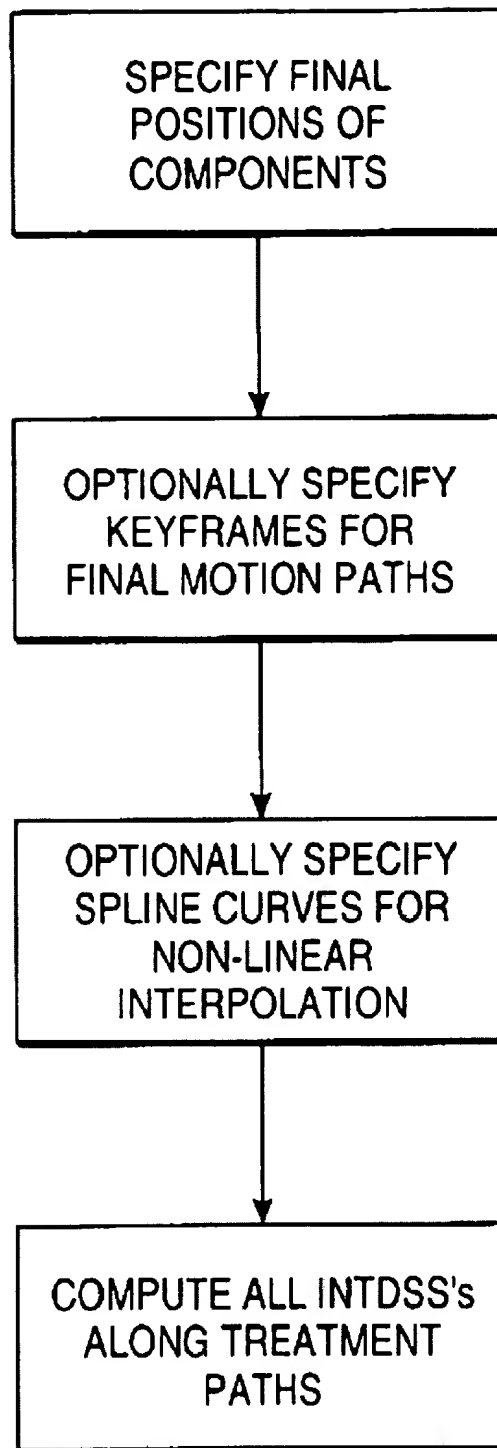 SPECIFY FINAL
POSITIONS OF
COMPONENTS
OPTIONALLY SPECIFY
KEYFRAMES FOR
FINAL MOTION PATHS
OPTIONALLY SPECIFY
SPLINE CURVES FOR
NON-LINEAR
INTERPOLATION
COMPUTE ALL INTDSS's
ALONG TREATMENT
PATHS